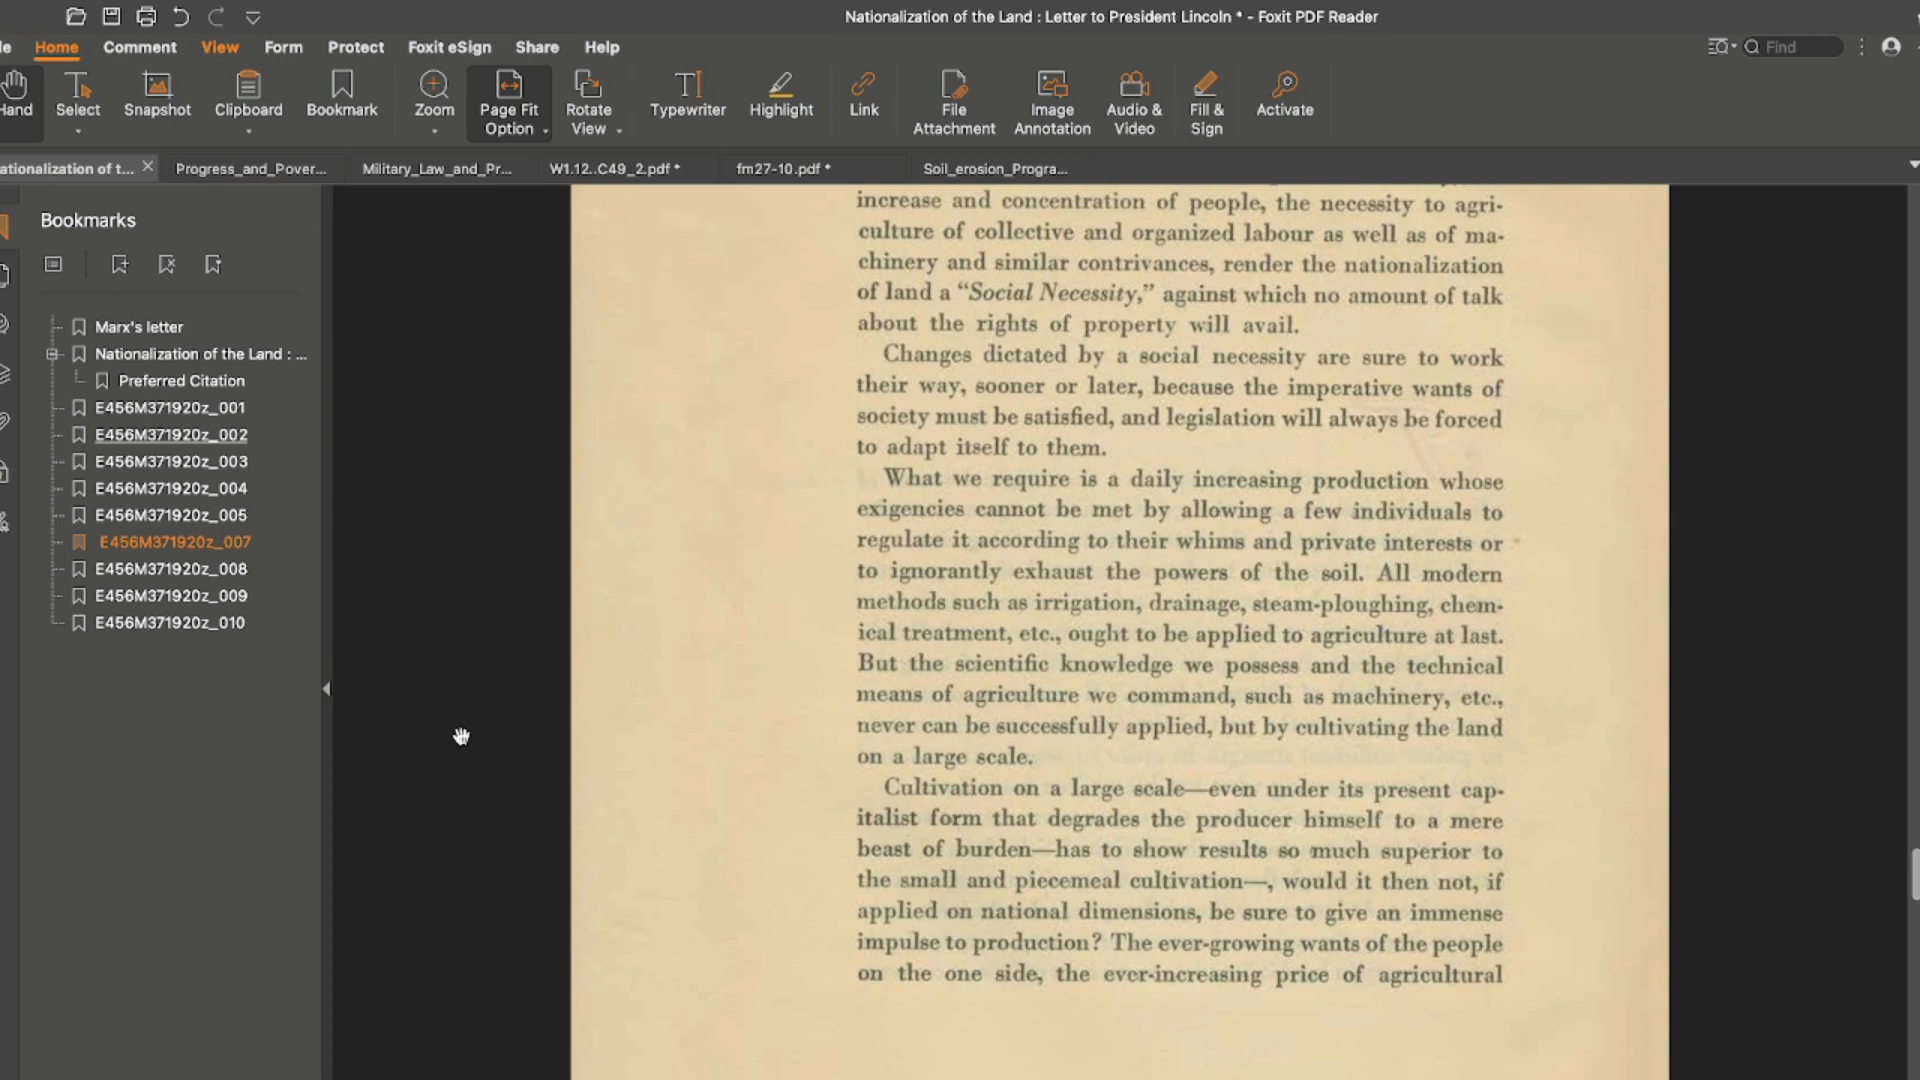 Nationalization of the Land : Letter to President Lincoln * - Foxit PDF Reader
le Home Comment View Form Protect Foxit eSign Share Help
Find
Hand Select Snapshot Clipboard Bookmark Zoom Page Fit Option Rotate View Typewriter Highlight Link File Attachment Image Annotation Audio & Video Fill & Sign Activate
ationalization of t... Progress_and_Pover... Military_Law_and_Pr... W1.12..C49_2.pdf * fm27-10.pdf * Soil_erosion_Progra...
Bookmarks
Marx's letter
Nationalization of the Land : ...
Preferred Citation
E456M371920z_001
E456M371920z_002
E456M371920z_003
E456M371920z_004
E456M371920z_005
E456M371920z_007
E456M371920z_008
E456M371920z_009
E456M371920z_010
increase and concentration of people, the necessity to agri-
culture of collective and organized labour as well as of ma-
chinery and similar contrivances, render the nationalization
of land a “Social Necessity,” against which no amount of talk
about the rights of property will avail.
Changes dictated by a social necessity are sure to work
their way, sooner or later, because the imperative wants of
society must be satisfied, and legislation will always be forced
to adapt itself to them.
What we require is a daily increasing production whose
exigencies cannot be met by allowing a few individuals to
regulate it according to their whims and private interests or
to ignorantly exhaust the powers of the soil. All modern
methods such as irrigation, drainage, steam-ploughing, chem-
ical treatment, etc., ought to be applied to agriculture at last.
But the scientific knowledge we possess and the technical
means of agriculture we command, such as machinery, etc.,
never can be successfully applied, but by cultivating the land
on a large scale.
Cultivation on a large scale—even under its present cap-
italist form that degrades the producer himself to a mere
beast of burden—has to show results so much superior to
the small and piecemeal cultivation—, would it then not, if
applied on national dimensions, be sure to give an immense
impulse to production? The ever-growing wants of the people
on the one side, the ever-increasing price of agricultural